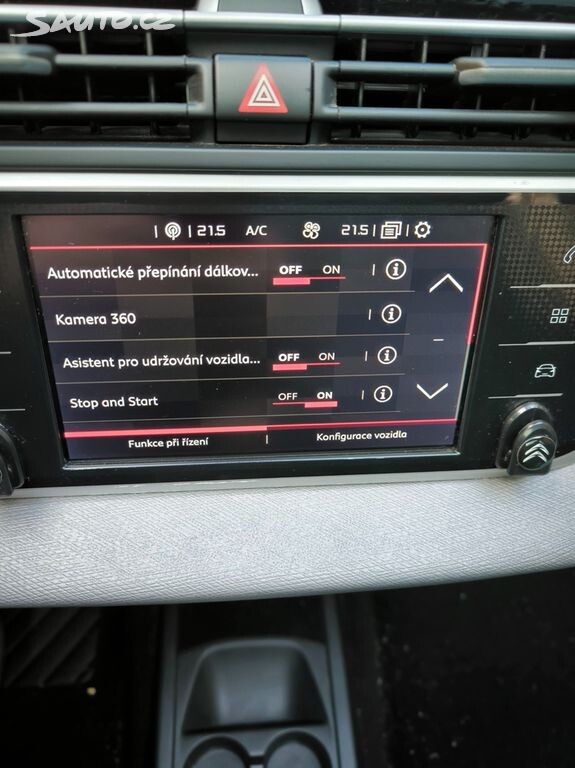 SAUTO.CZ
21.5 A/C 21.5
Automatické přepínání dálkov... OFF ON
Kamera 360
Asistent pro udržování vozidla... OFF ON
Stop and Start OFF ON
Funkce při řízení
Konfigurace vozidla